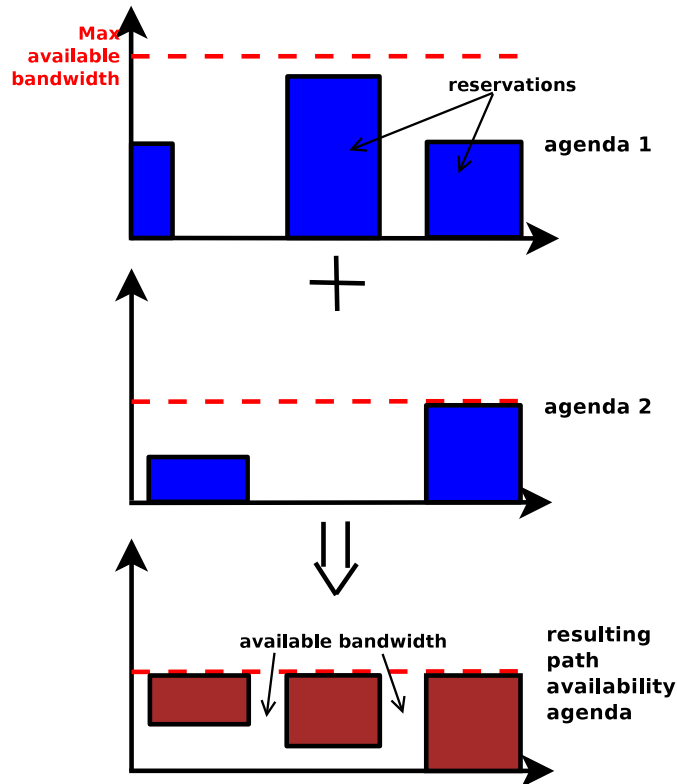 Max
available
bandwidth
reservations
agenda 1
agenda 2
available bandwidth
resulting
path
availability
agenda